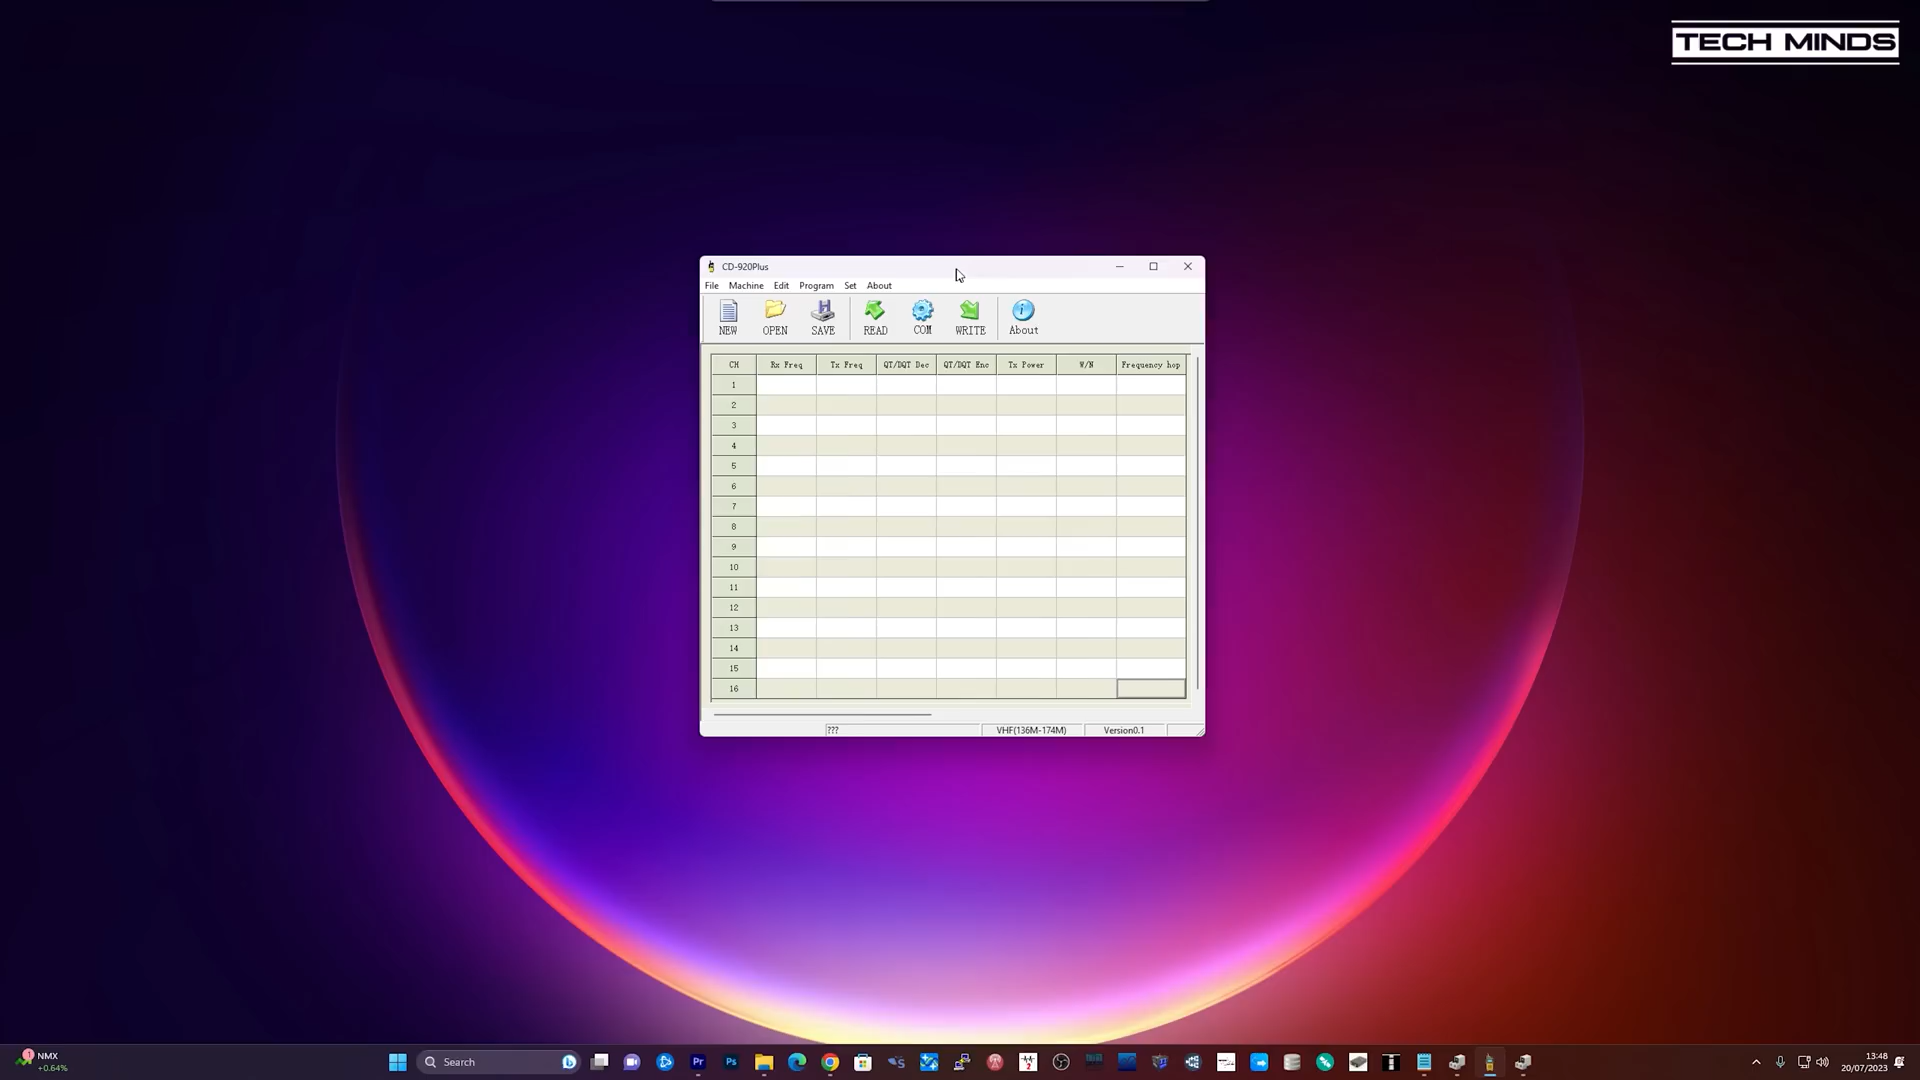 TECH MINDS
CD-920Plus
File Machine Edit Program Set About
NEW OPEN SAVE READ COM WRITE About
CH Rx Freq Tx Freq QT/DQT Dec QT/DQT Enc Tx Power W/N Frequency hop
1
2
3
4
5
6
7
8
9
10
11
12
13
14
15
16
??? VHF(136M-174M) Version0.1
1 NMX
+0.64%
Search
Pr Ps
13:48
20/07/2023